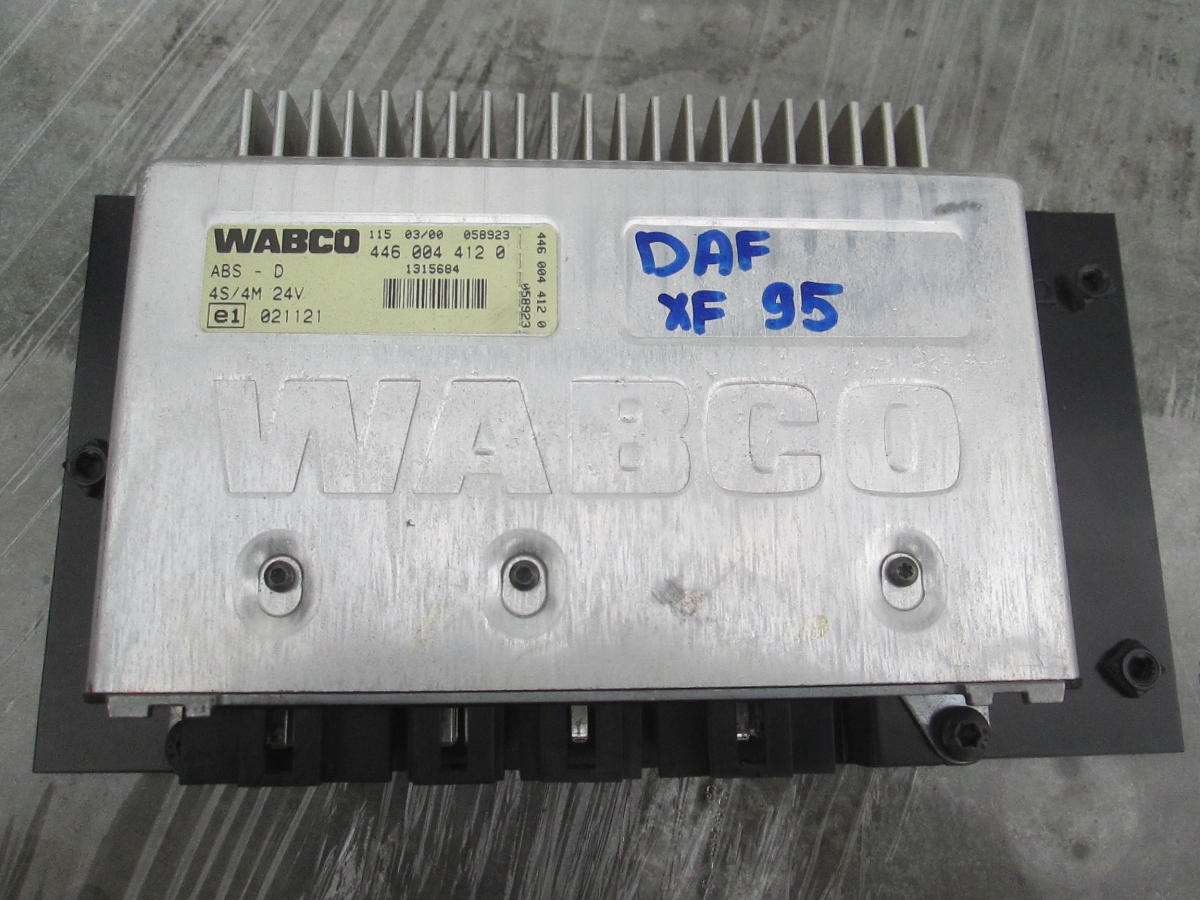 WABCO 115 03/00 058923
446 004 412 0
ABS - D 1315684
4S/4M 24V
e1 021121
446 004 412 0
058923
DAF
XF 95
WABCO